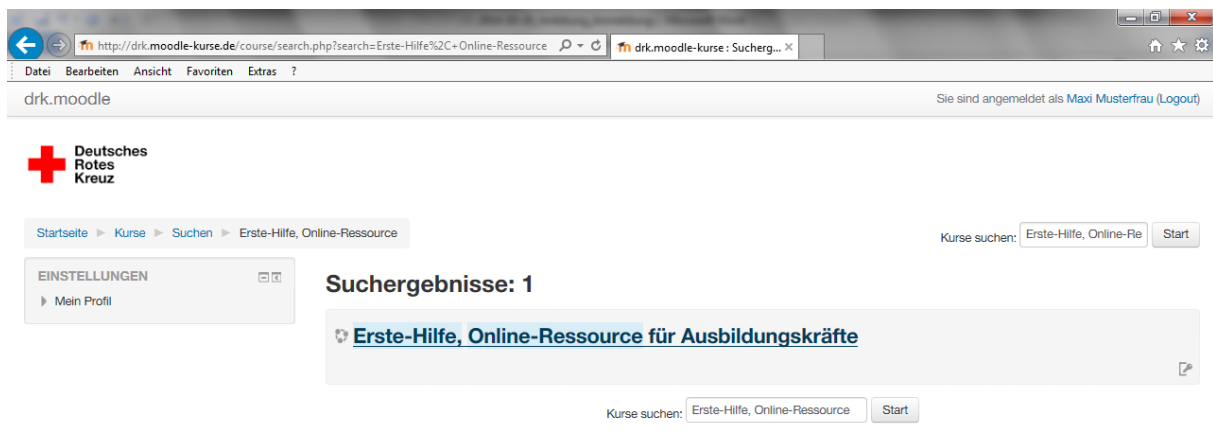 http://drk.moodle-kurse.de/course/search.php?search=Erste-Hilfe%2C+Online-Ressource
drk.moodle-kurse : Sucherg...
Datei Bearbeiten Ansicht Favoriten Extras ?
drk.moodle
Sie sind angemeldet als Maxi Musterfrau (Logout)
Deutsches
Rotes
Kreuz
Startseite Kurse Suchen Erste-Hilfe, Online-Ressource
Kurse suchen: Erste-Hilfe, Online-Re Start
EINSTELLUNGEN
Mein Profil
Suchergebnisse: 1
Erste-Hilfe, Online-Ressource für Ausbildungskräfte
Kurse suchen: Erste-Hilfe, Online-Ressource Start